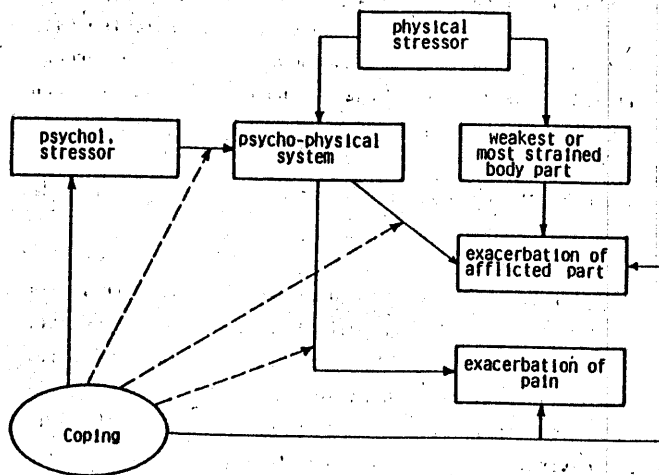 physical
stressor
psychol.
stressor
psycho-physical
system
weakest or
most strained
body part
exacerbation of
afflicted part
exacerbation of
pain
Coping